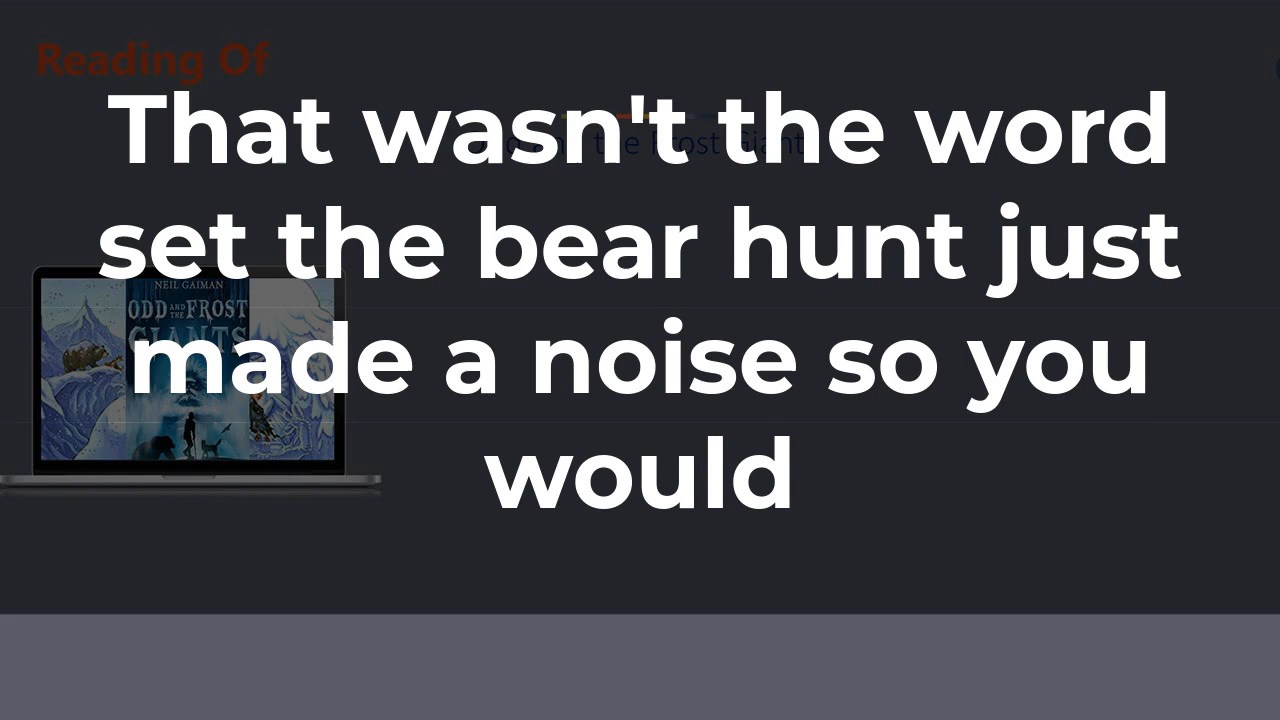 Reading Of
That wasn't the word
set the bear hunt just
made a noise so you
would
NEIL GAIMAN
ODD AND THE FROST
GIANTS